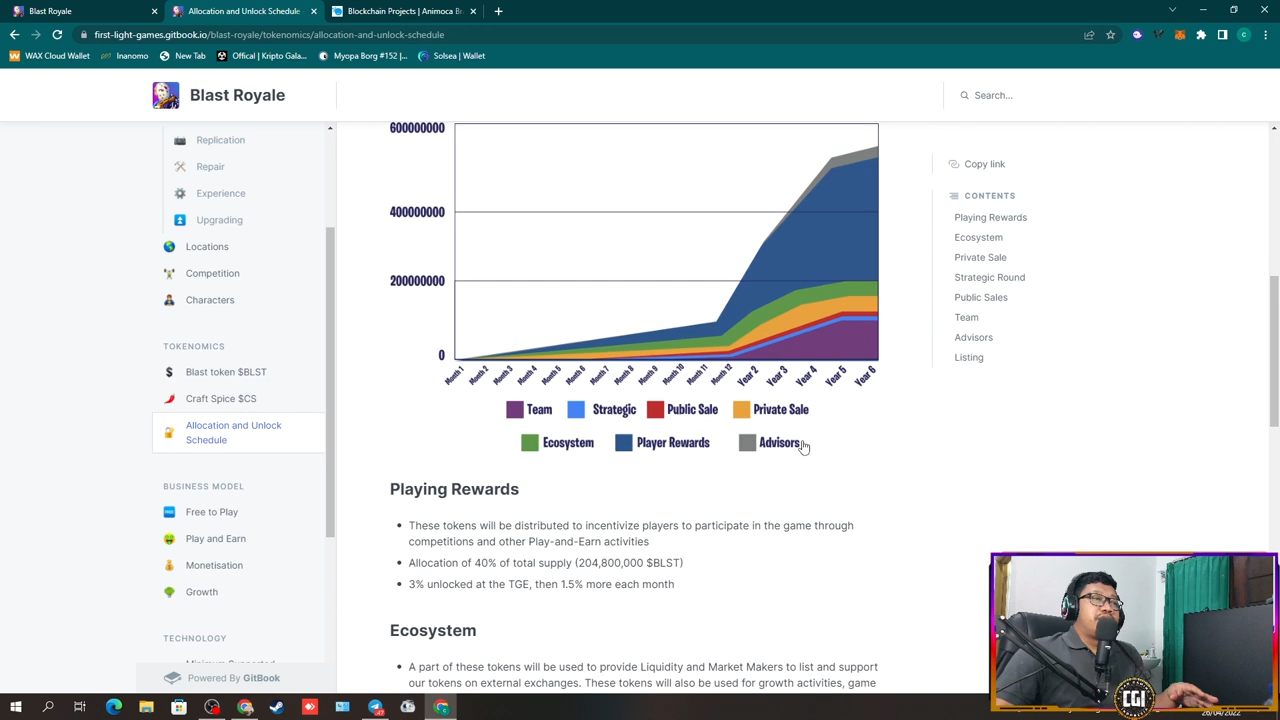 Blast Royale
Allocation and Unlock Schedule
Blockchain Projects | Animoca Br
first-light-games.gitbook.io/blast-royale/tokenomics/allocation-and-unlock-schedule
WAX Cloud Wallet
Inanomo
New Tab
Offical | Kripto Gala...
Myopa Borg #152 |...
Solsea | Wallet
Blast Royale
Search...
Replication
Repair
Experience
Upgrading
Locations
Competition
Characters
TOKENOMICS
Blast token $BLST
Craft Spice $CS
Allocation and Unlock
Schedule
BUSINESS MODEL
Free to Play
Play and Earn
Monetisation
Growth
TECHNOLOGY
Powered By GitBook
600000000
400000000
200000000
0
Month 1
Month 2
Month 3
Month 4
Month 5
Month 6
Month 7
Month 8
Month 9
Month 10
Month 11
Month 12
Year 2
Year 3
Year 4
Year 5
Year 6
Team
Strategic
Public Sale
Private Sale
Ecosystem
Player Rewards
Advisors
Playing Rewards
These tokens will be distributed to incentivize players to participate in the game through
competitions and other Play-and-Earn activities
Allocation of 40% of total supply (204,800,000 $BLST)
3% unlocked at the TGE, then 1.5% more each month
Ecosystem
A part of these tokens will be used to provide Liquidity and Market Makers to list and support
our tokens on external exchanges. These tokens will also be used for growth activities, game
Copy link
CONTENTS
Playing Rewards
Ecosystem
Private Sale
Strategic Round
Public Sales
Team
Advisors
Listing
CGI
26/04/2022